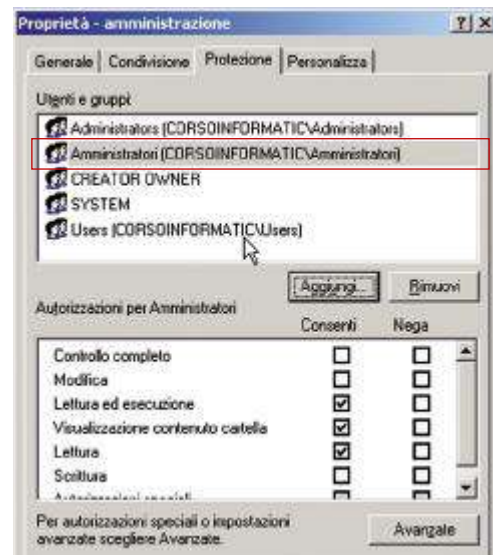 Proprietà - amministrazione
Generale Condivisione Protezione Personalizza
Utenti e gruppi:
Administrators (CORSOINFORMATIC\Administrators)
Amministratori (CORSOINFORMATIC\Amministratori)
CREATOR OWNER
SYSTEM
Users (CORSOINFORMATIC\Users)
Aggiungi... Rimuovi
Autorizzazioni per Amministratori
Consenti Nega
Controllo completo
Modifica
Lettura ed esecuzione
Visualizzazione contenuto cartella
Lettura
Scrittura
Autorizzazioni speciali
Per autorizzazioni speciali o impostazioni
avanzate scegliere Avanzate.
Avanzate